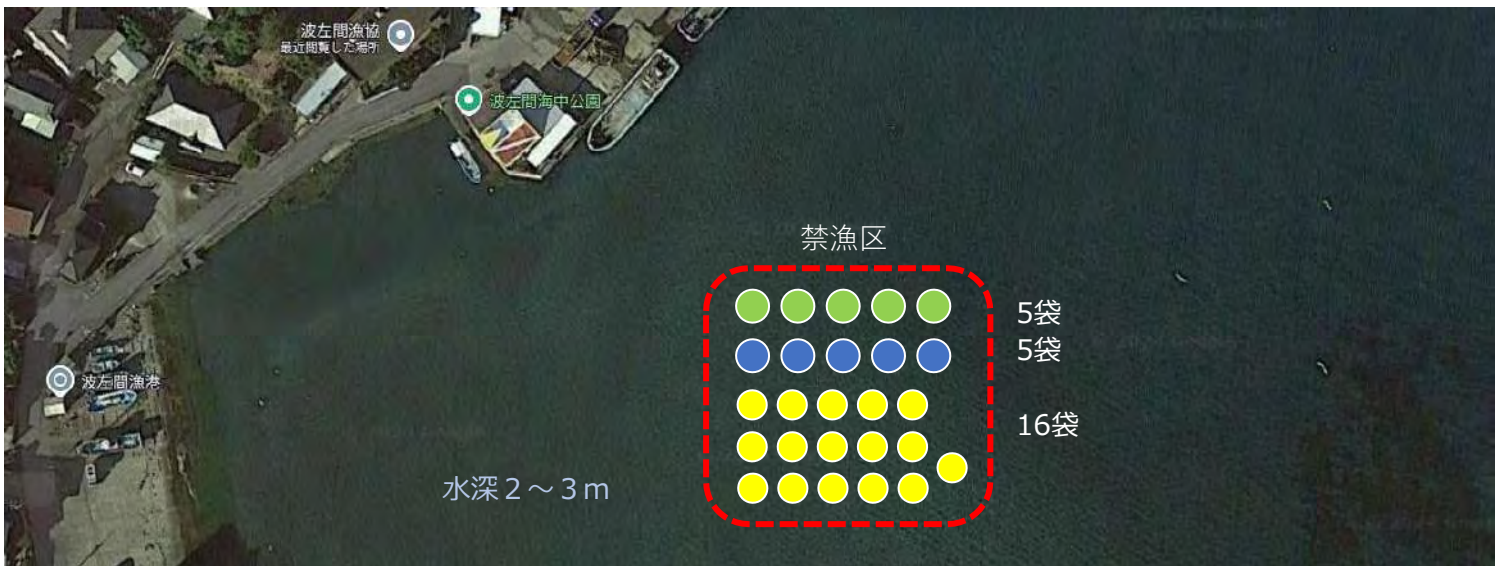 波左間漁協
最近閲覧した場所
波左間海中公園
禁漁区
5袋
5袋
波左間漁港
16袋
水深2～3m